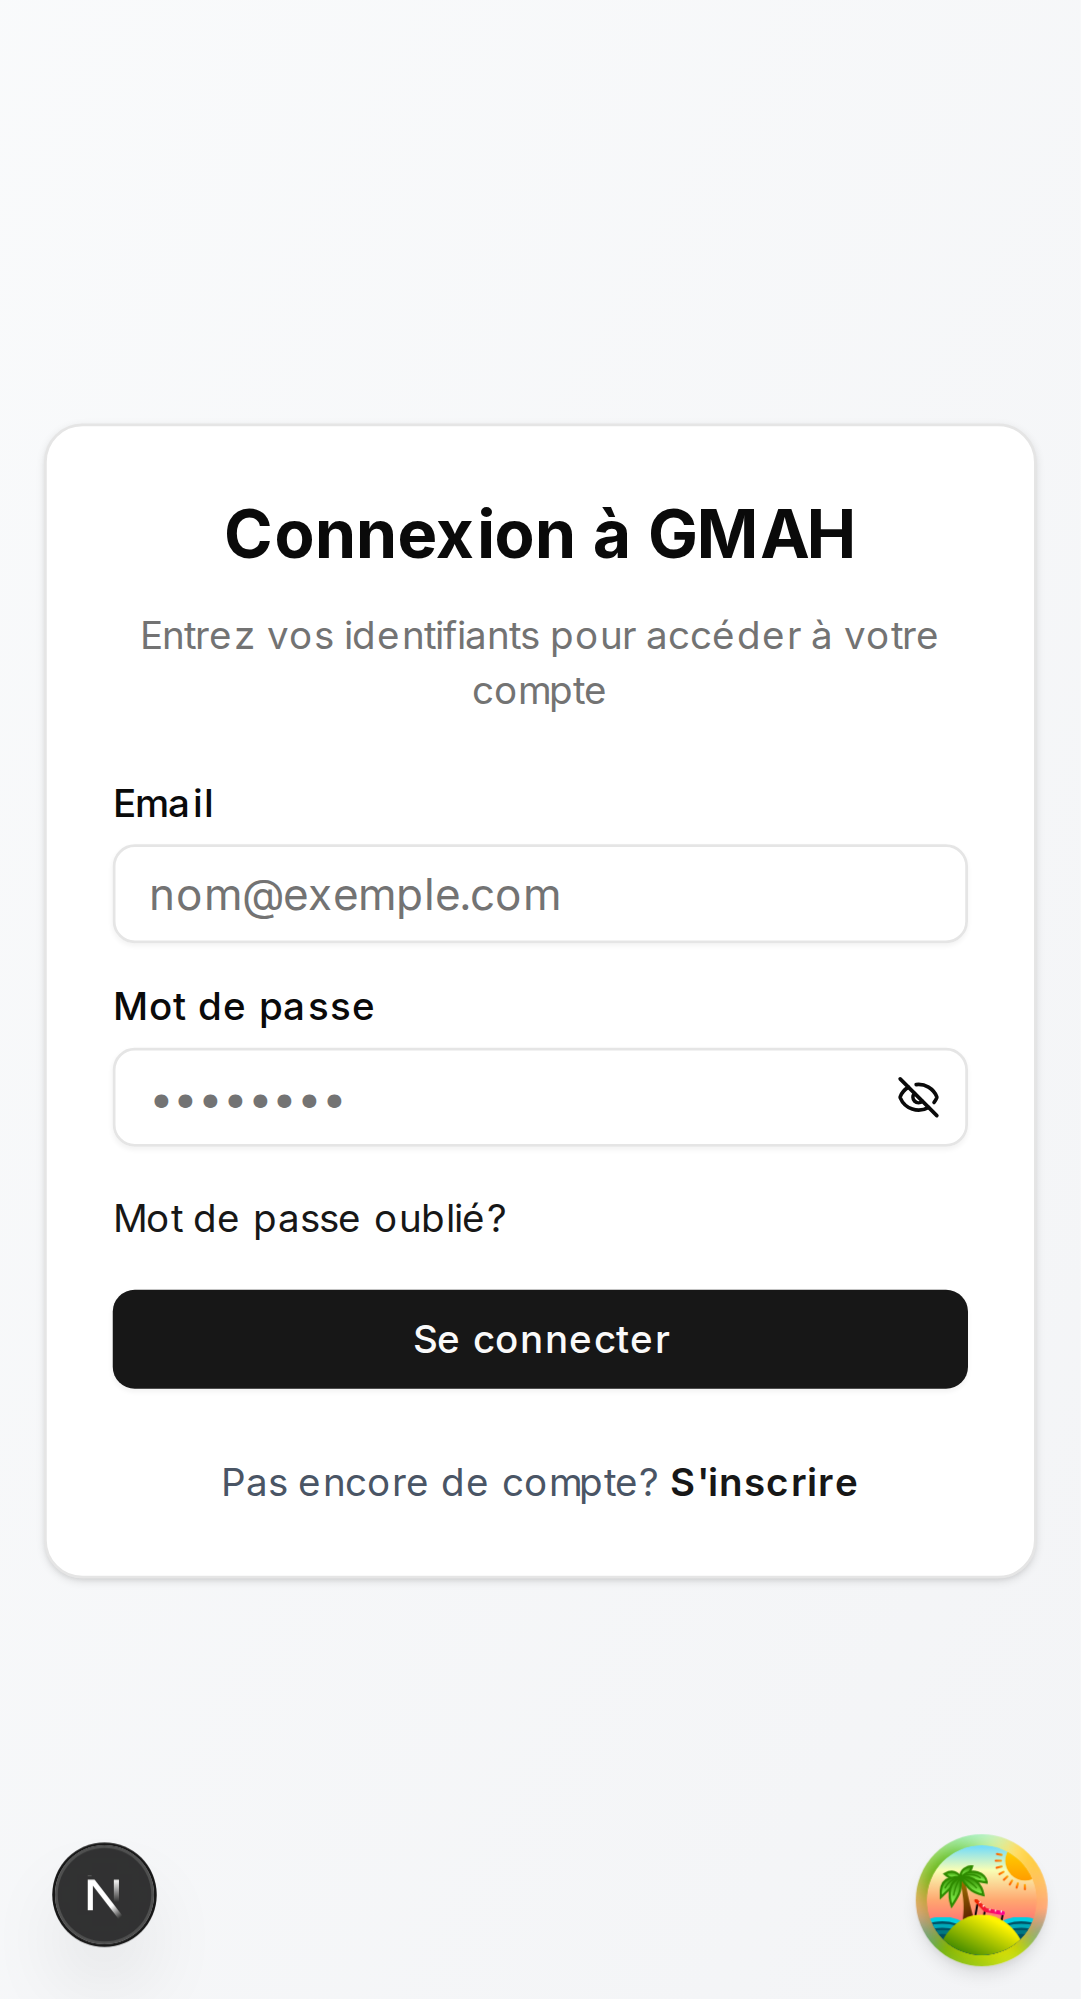 Connexion à GMAH
Entrez vos identifiants pour accéder à votre
compte
Email
nom@exemple.com
Mot de passe
••••••••
Mot de passe oublié?
Se connecter
Pas encore de compte? S'inscrire
N